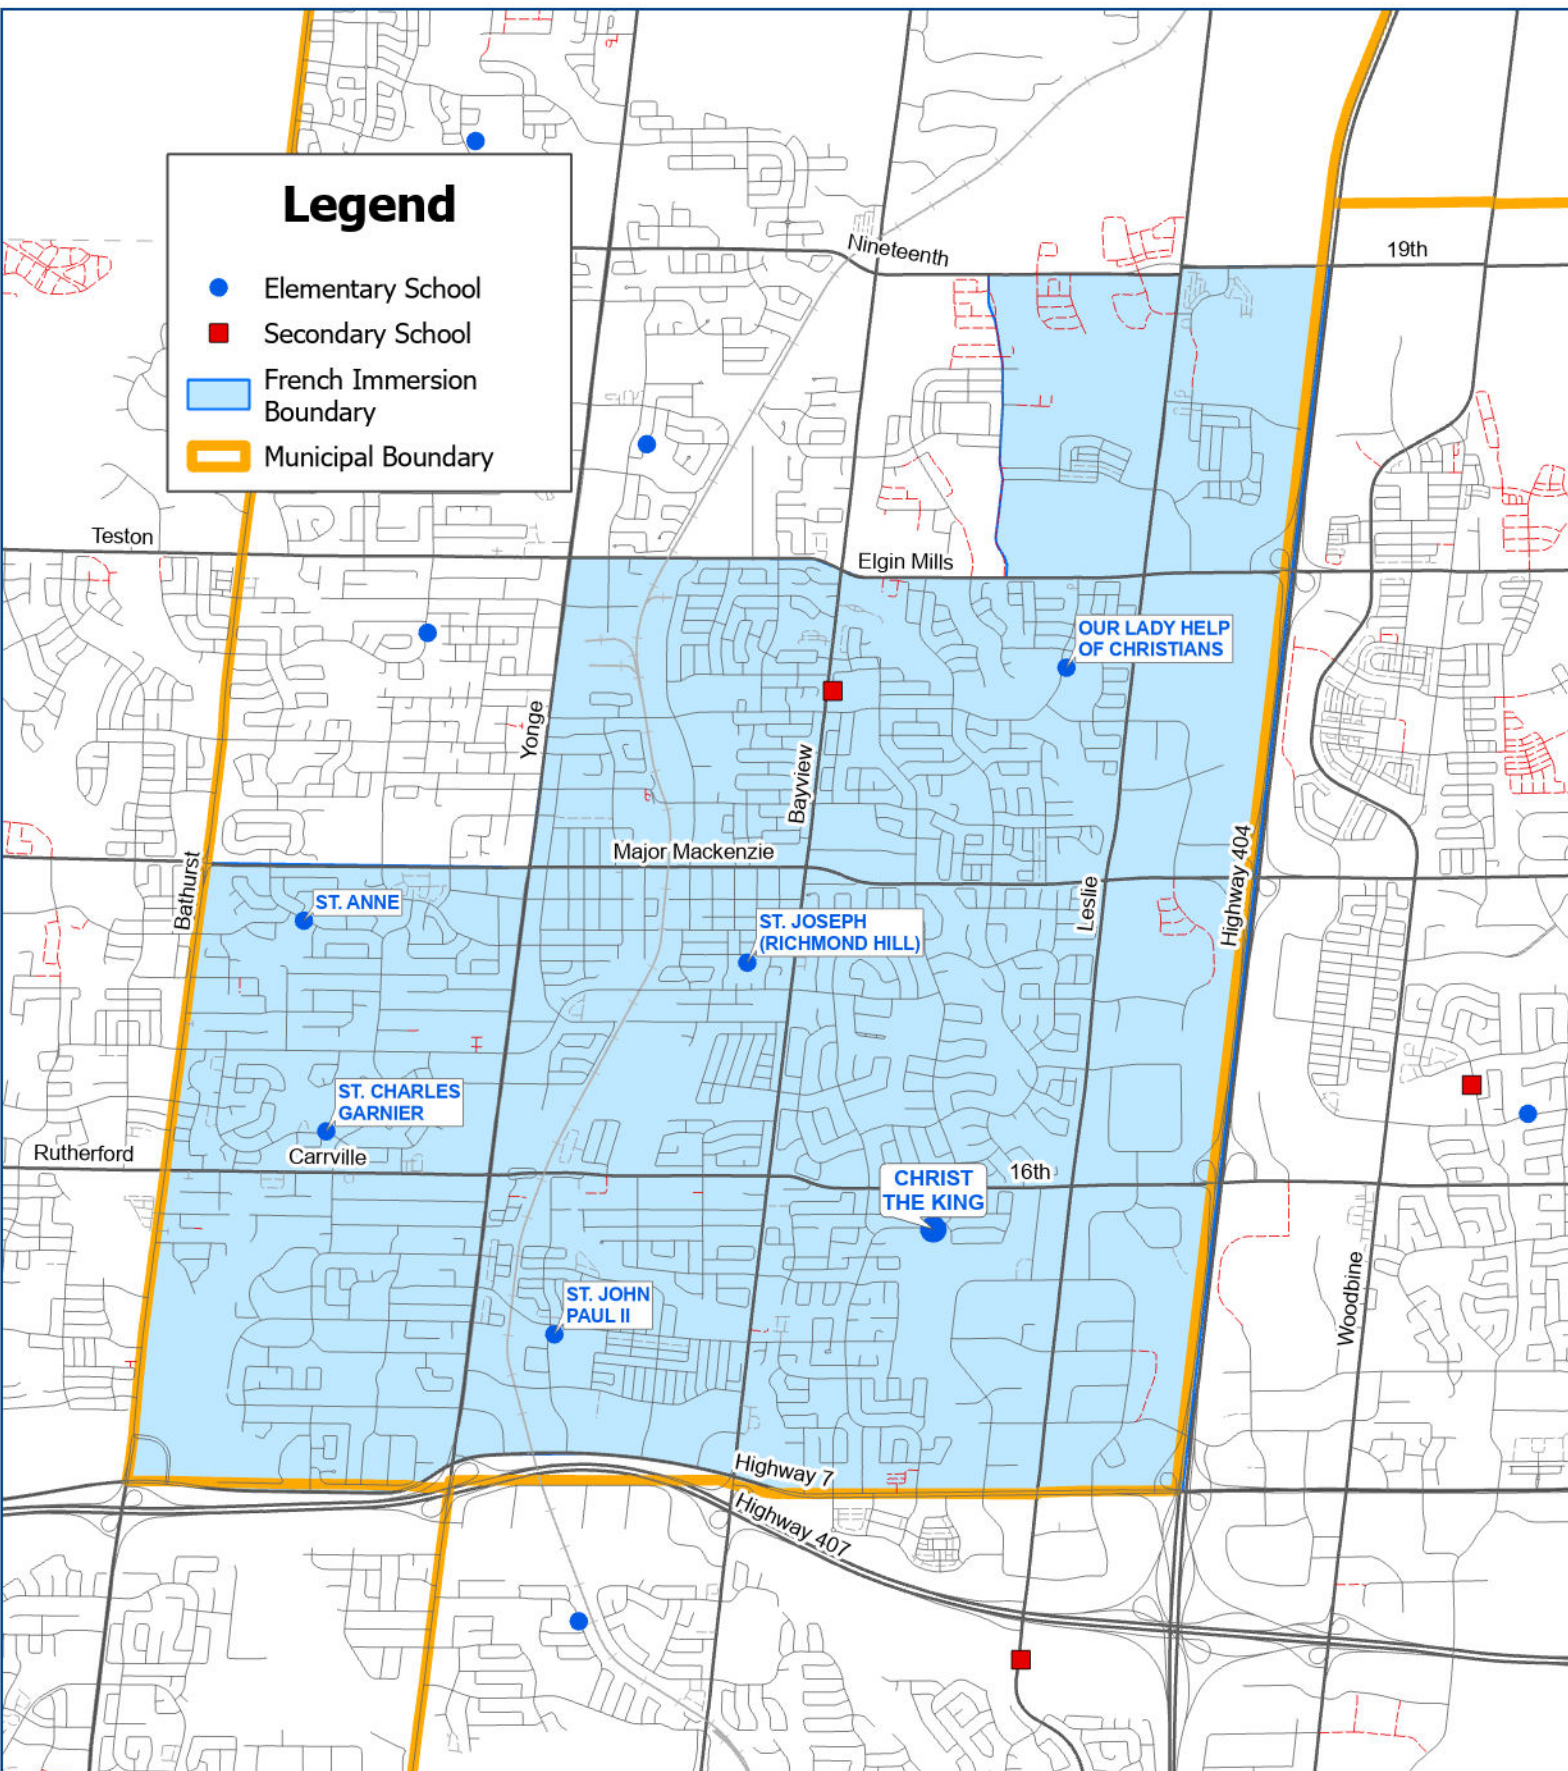 Legend
Elementary School
Secondary School
French Immersion
Boundary
Municipal Boundary
Nineteenth
19th
Teston
Elgin Mills
OUR LADY HELP
OF CHRISTIANS
Yonge
Bayview
Major Mackenzie
Bathurst
Highway 404
Leslie
ST. ANNE
ST. JOSEPH
(RICHMOND HILL)
ST. CHARLES
GARNIER
Rutherford
Carrville
16th
CHRIST
THE KING
Woodbine
ST. JOHN
PAUL II
Highway 7
Highway 407